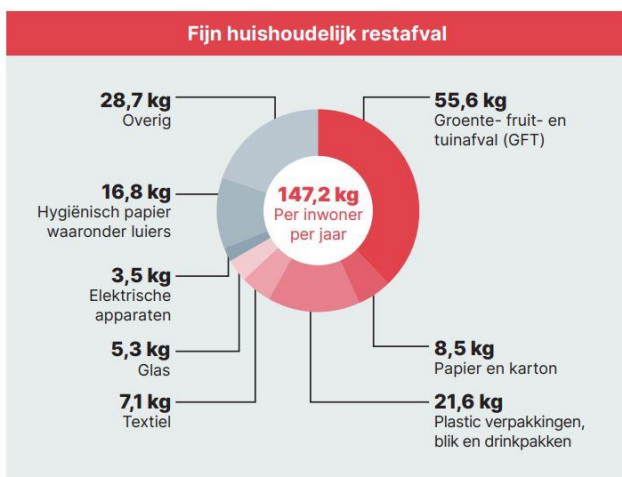 Fijn huishoudelijk restafval
28,7 kg
Overig
16,8 kg
Hygiënisch papier
waaronder luiers
3,5 kg
Elektrische
apparaten
5,3 kg
Glas
7,1 kg
Textiel
147,2 kg
Per inwoner
per jaar
55,6 kg
Groente- fruit- en
tuinafval (GFT)
8,5 kg
Papier en karton
21,6 kg
Plastic verpakkingen,
blik en drinkpakken